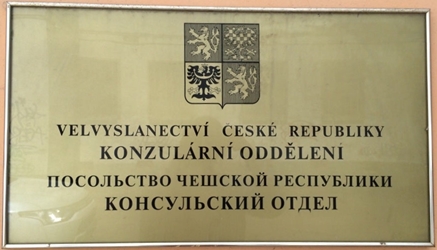 VELVYSLANECTVÍ ČESKÉ REPUBLIKY
KONZULÁRNÍ ODDĚLENÍ
ПОСОЛЬСТВО ЧЕШСКОЙ РЕСПУБЛИКИ
КОНСУЛЬСКИЙ ОТДЕЛ